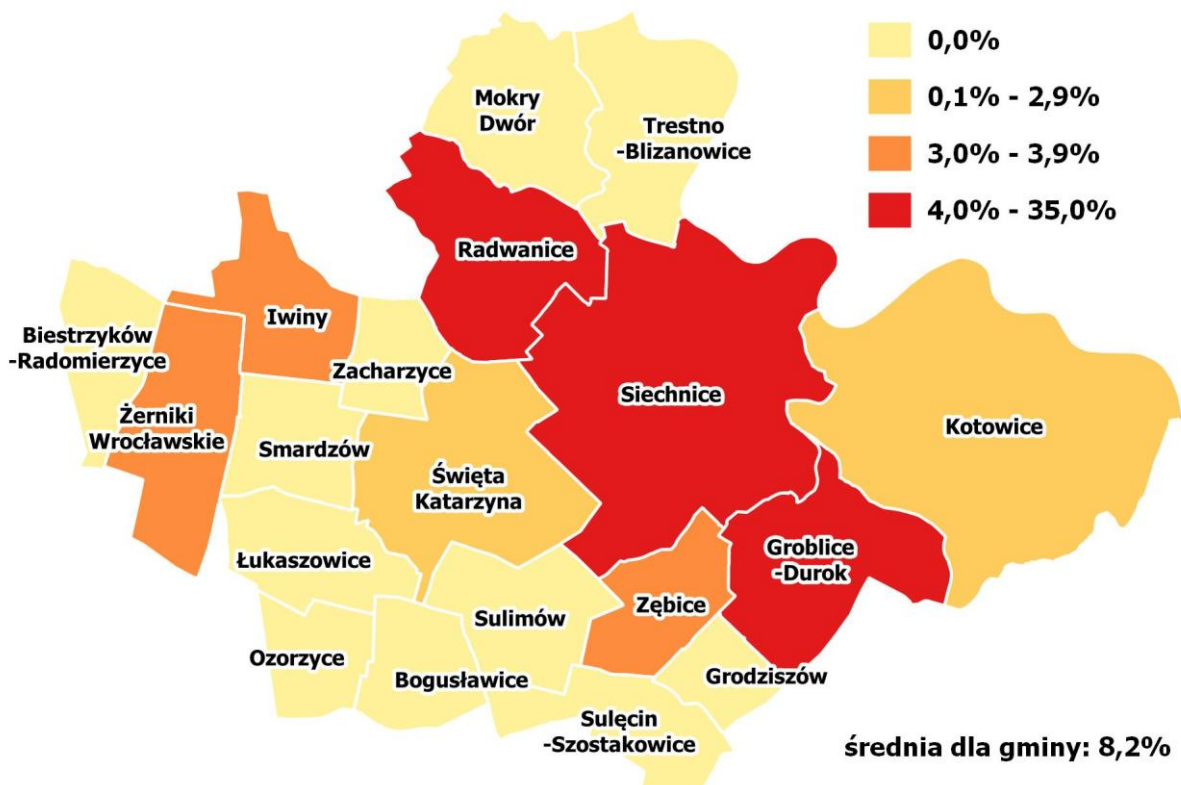 0,0%
0,1% - 2,9%
3,0% - 3,9%
4,0% - 35,0%
Mokry
Dwór
Trestno
-Blizanowice
Radwanice
Iwiny
Biestrzyków
-Radomierzyce
Zacharzyce
Siechnice
Żerniki
Wrocławskie
Kotowice
Smardzów
Święta
Katarzyna
Łukaszowice
Groblice
-Durok
Sulimów
Zębice
Ozorzyce
Bogusławice
Grodziszów
Sulęcin
-Szostakowice
średnia dla gminy: 8,2%